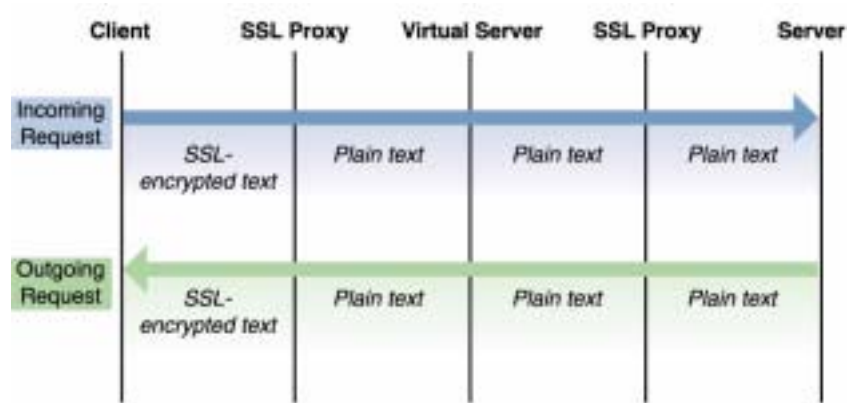 Client SSL Proxy Virtual Server SSL Proxy Server
Incoming
Request
SSL-
encrypted text
Plain text
Plain text
Plain text
Outgoing
Request
SSL-
encrypted text
Plain text
Plain text
Plain text